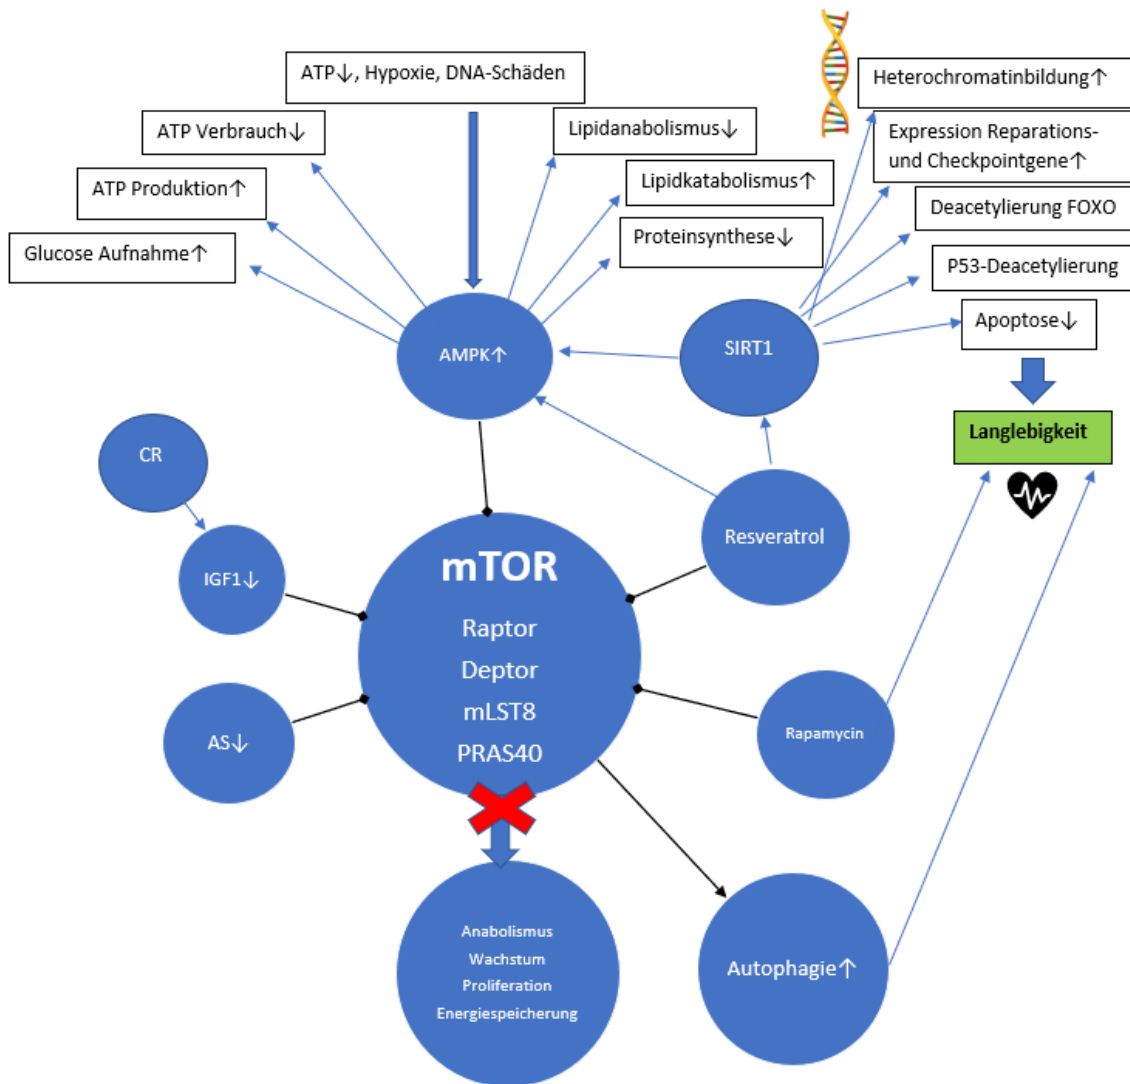 ATP↓, Hypoxie, DNA-Schäden
Heterochromatinbildung↑
ATP Verbrauch↓
Lipidanabolismus↓
Expression Reparations-
und Checkpointgene↑
ATP Produktion↑
Lipidkatabolismus↑
Deacetylierung FOXO
Glucose Aufnahme↑
Proteinsynthese↓
P53-Deacetylierung
Apoptose↓
AMPK↑
SIRT1
Langlebigkeit
CR
Resveratrol
IGF1↓
mTOR
Raptor
Deptor
mLST8
PRAS40
AS↓
Rapamycin
Anabolismus
Wachstum
Proliferation
Energiespeicherung
Autophagie↑